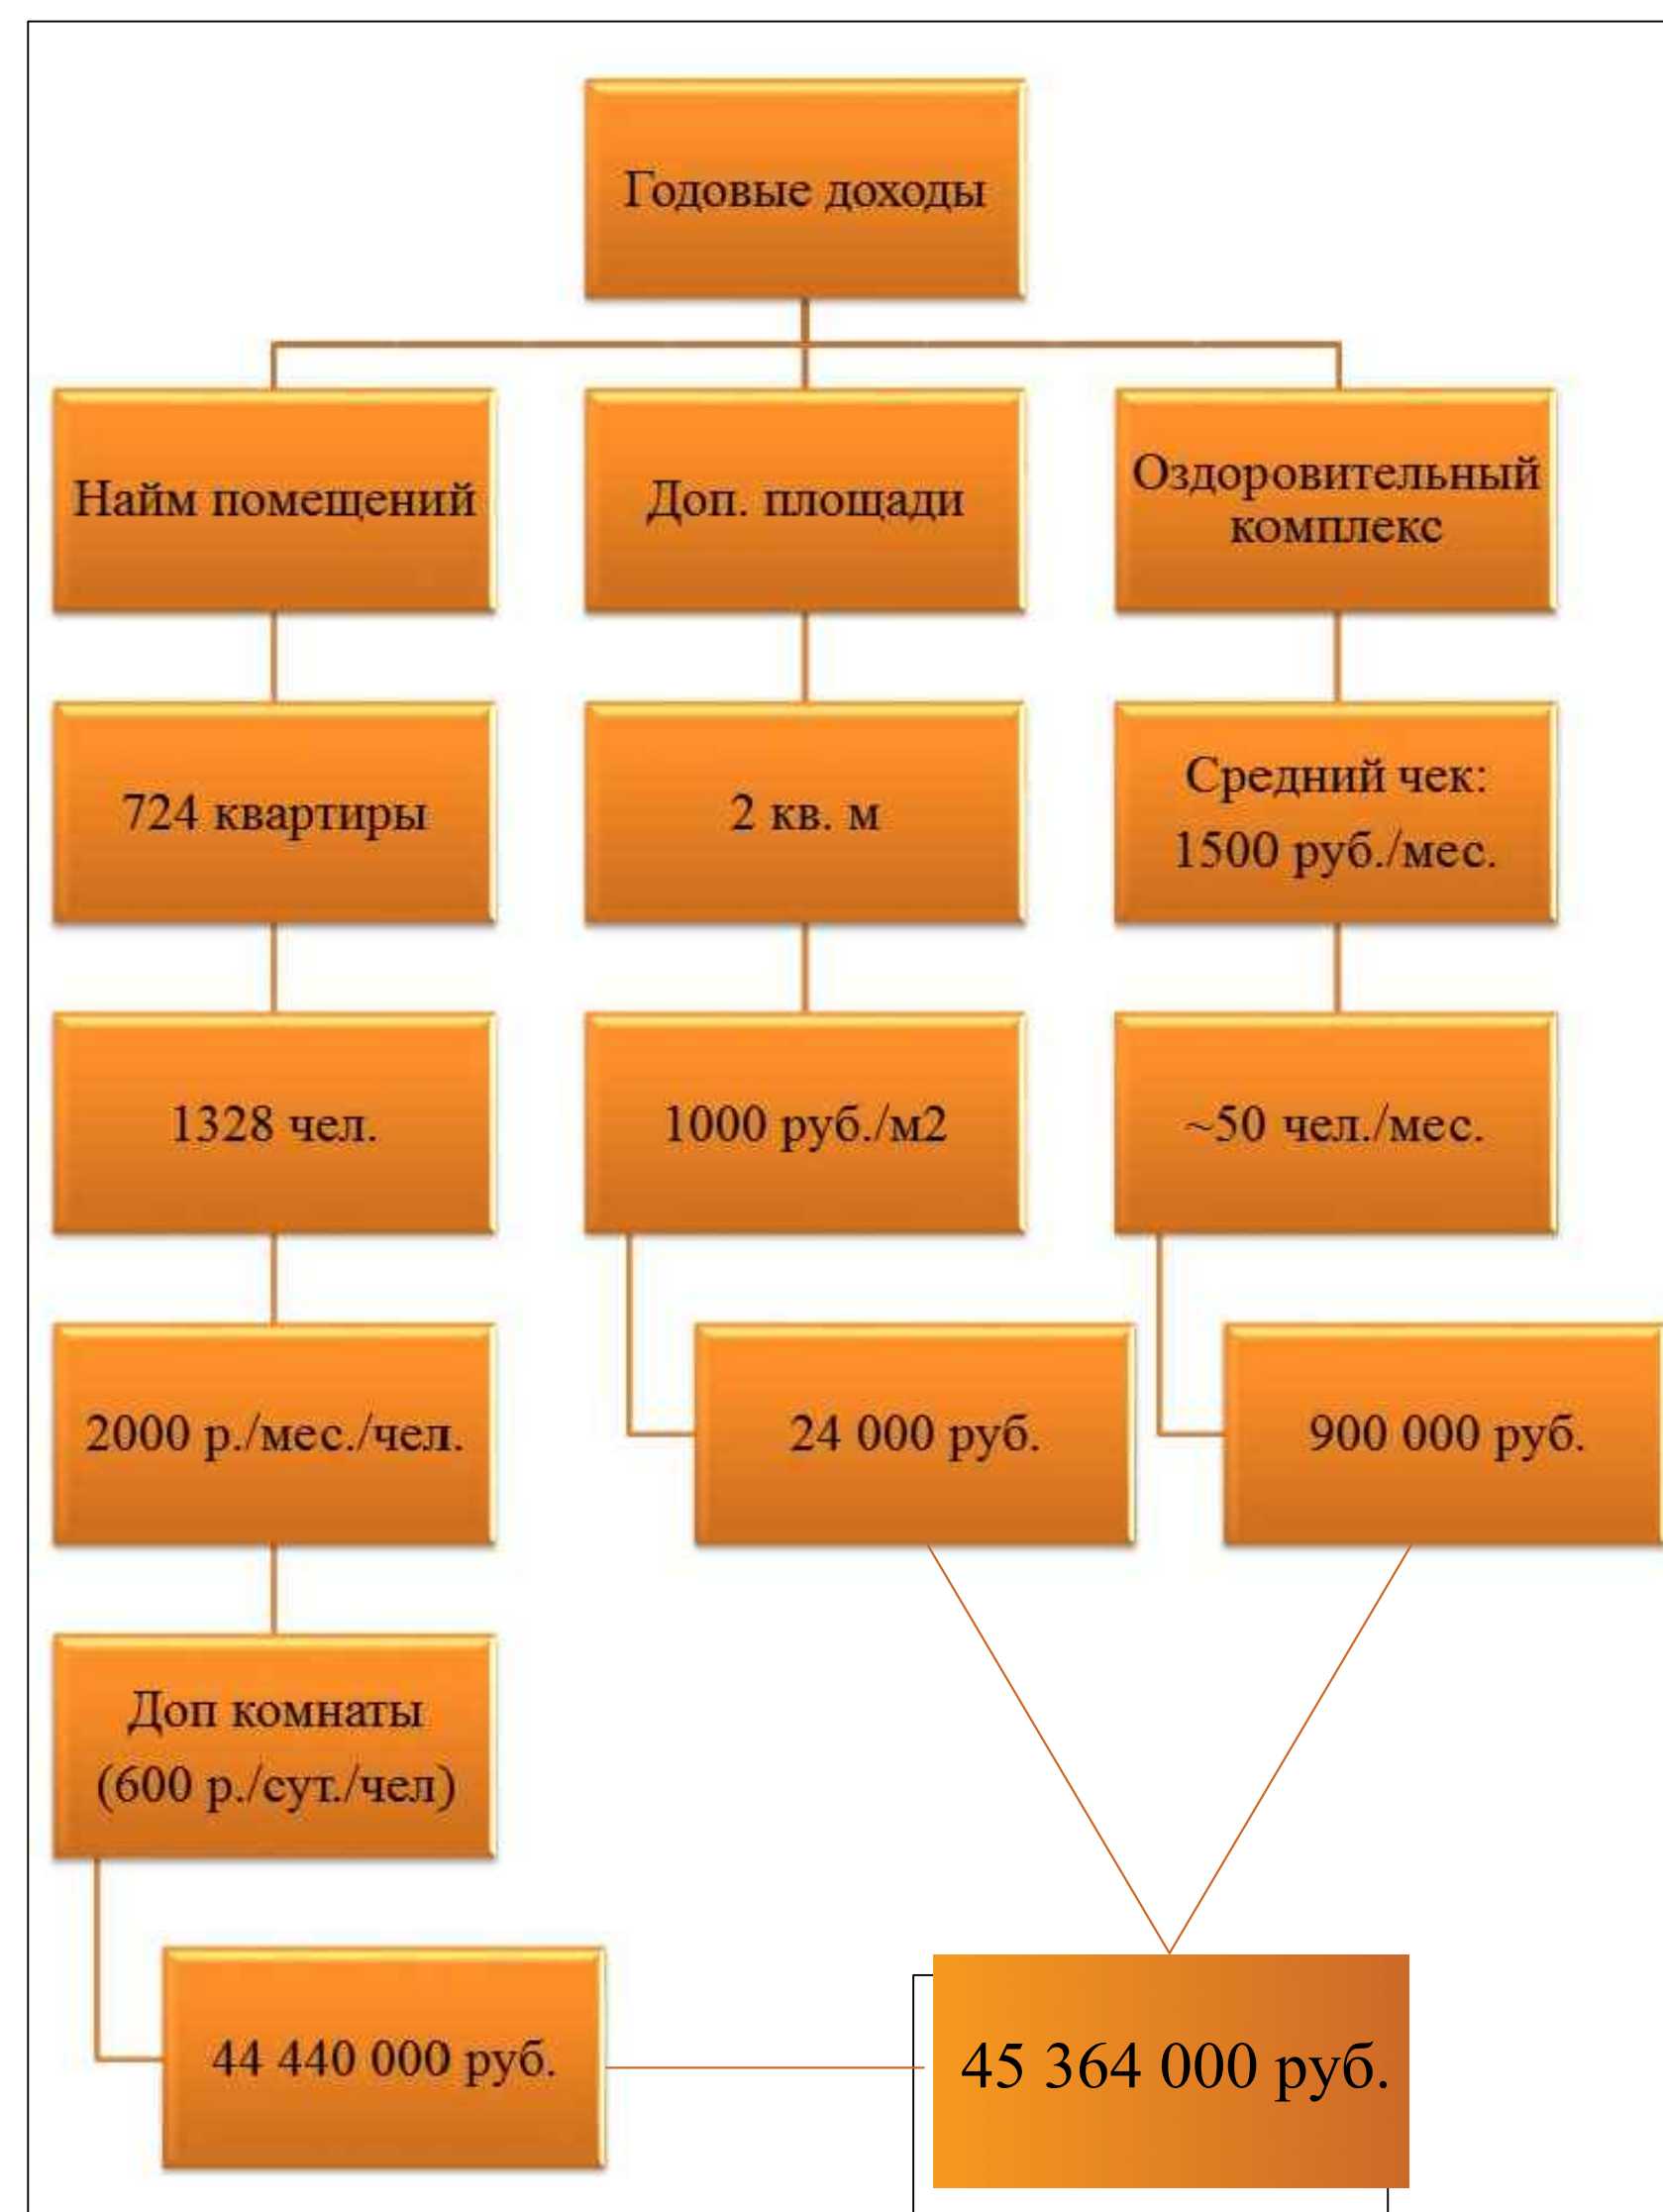 Годовые доходы
Найм помещений
Доп. площади
Оздоровительный
комплекс
724 квартиры
2 кв. м
Средний чек:
1500 руб./мес.
1328 чел.
1000 руб./м2
~50 чел./мес.
2000 р./мес./чел.
24 000 руб.
900 000 руб.
Доп комнаты
(600 р./сут./чел)
44 440 000 руб.
45 364 000 руб.